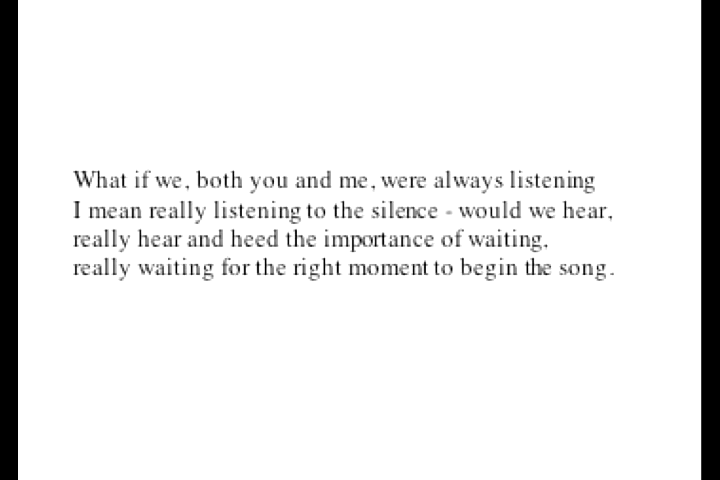 What if we, both you and me, were always listening
I mean really listening to the silence - would we hear,
really hear and heed the importance of waiting,
really waiting for the right moment to begin the song.